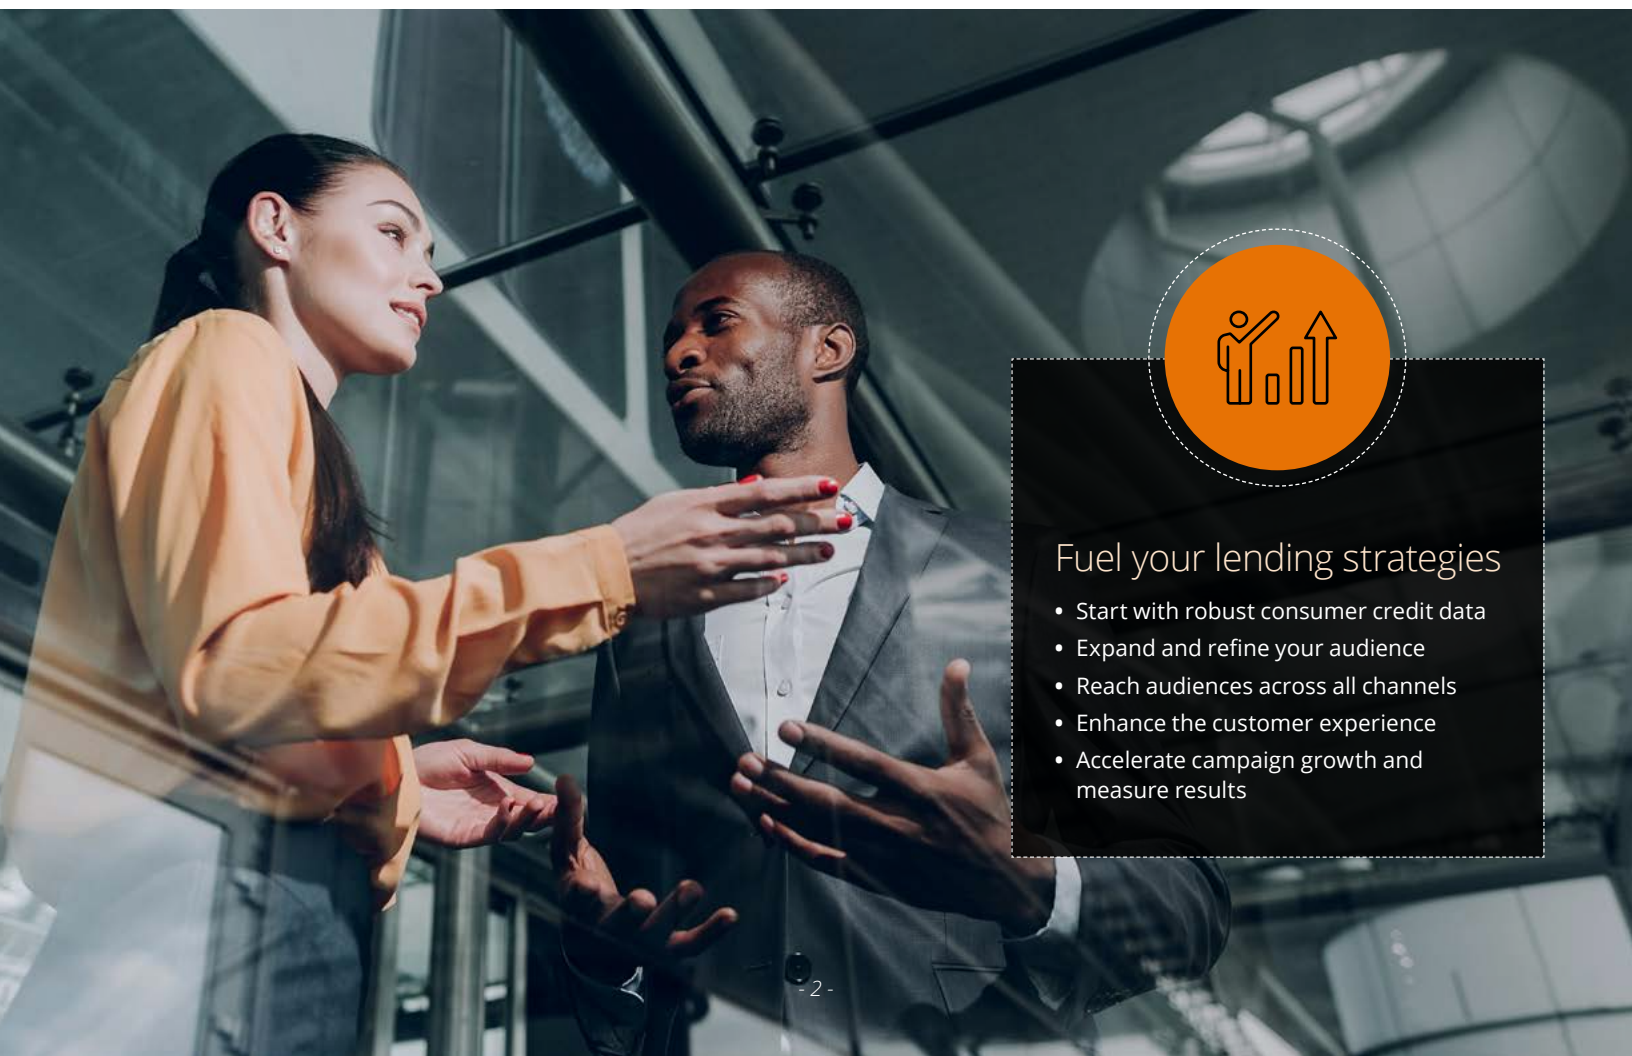 Fuel your lending strategies
• Start with robust consumer credit data
• Expand and refine your audience
• Reach audiences across all channels
• Enhance the customer experience
• Accelerate campaign growth and
measure results
- 2 -